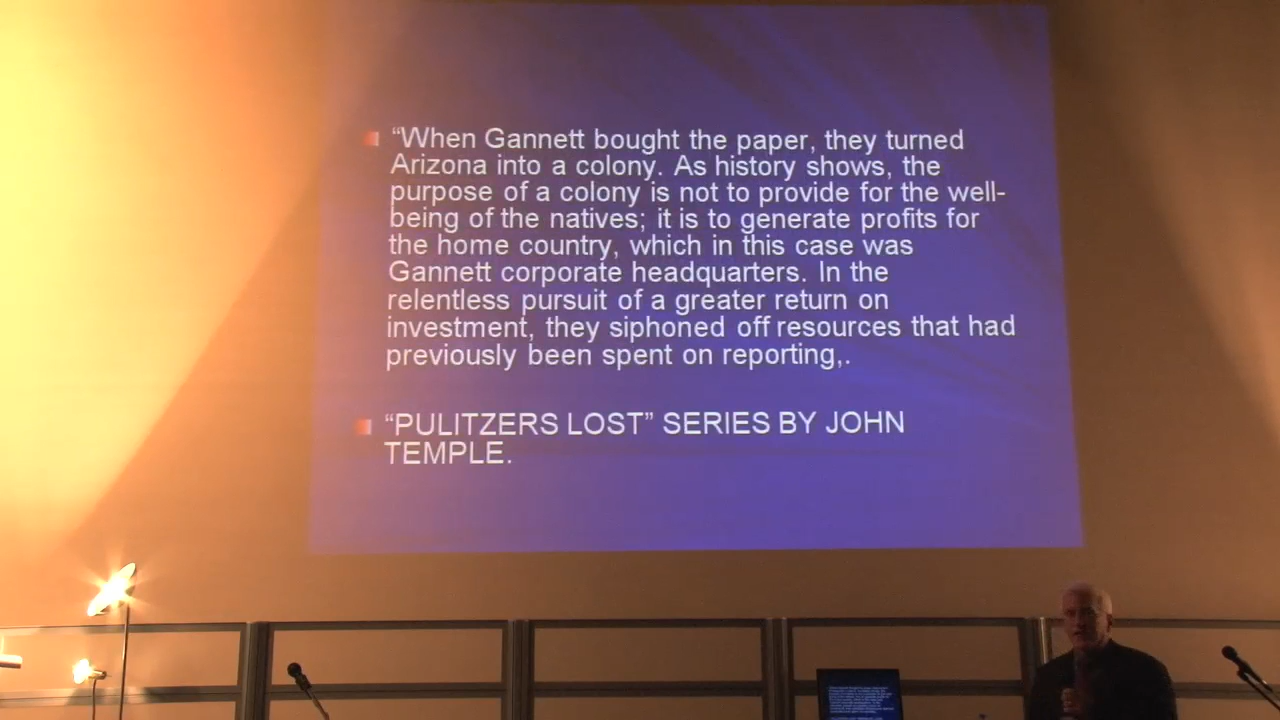 “When Gannett bought the paper, they turned
Arizona into a colony. As history shows, the
purpose of a colony is not to provide for the well-
being of the natives; it is to generate profits for
the home country, which in this case was
Gannett corporate headquarters. In the
relentless pursuit of a greater return on
investment, they siphoned off resources that had
previously been spent on reporting,.
“PULITZERS LOST” SERIES BY JOHN
TEMPLE.